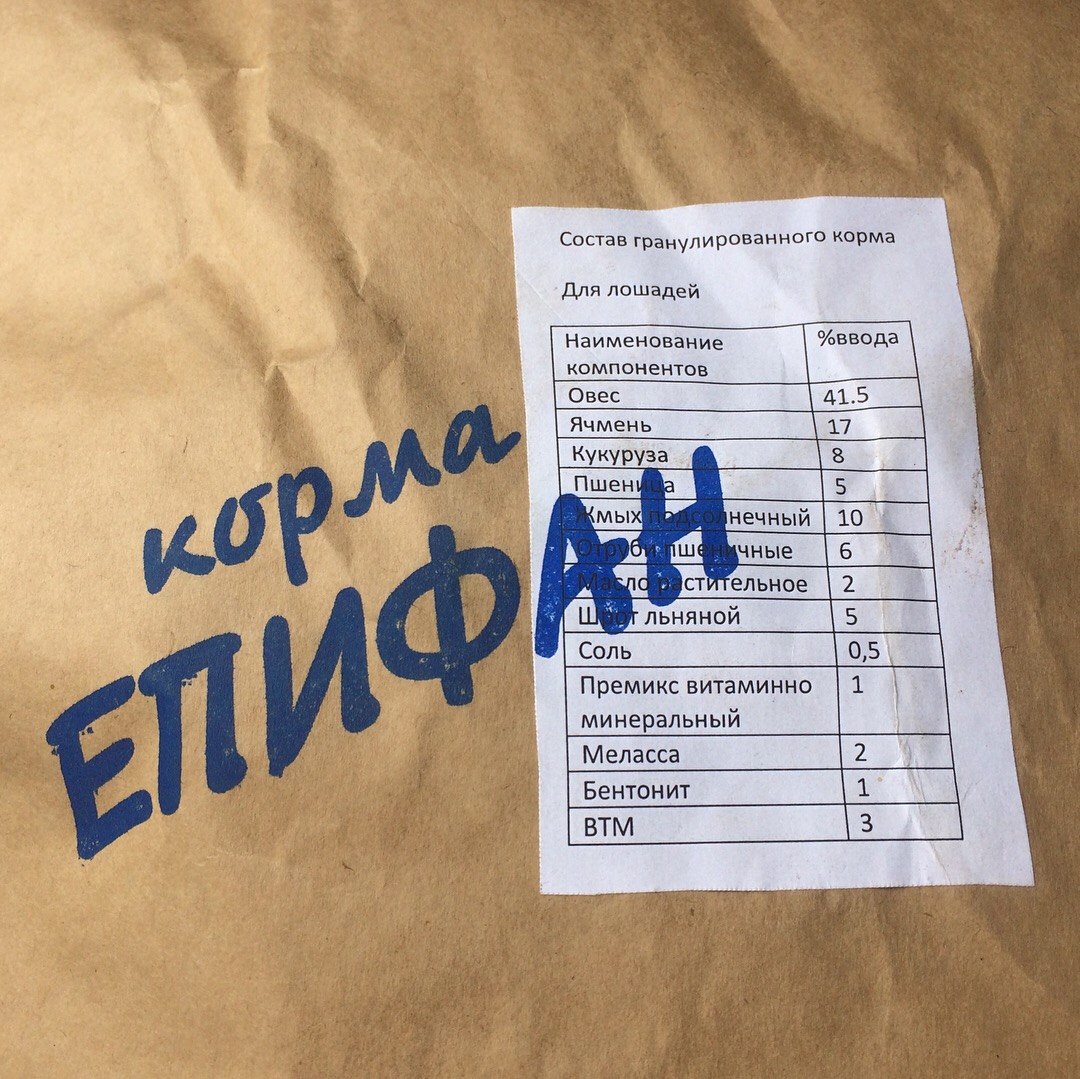 корма
ЕПИФАН
Состав гранулированного корма
Для лошадей
Наименование компонентов %ввода
Овес 41.5
Ячмень 17
Кукуруза 8
Пшеница 5
Жмых подсолнечный 10
Отруби пшеничные 6
Масло растительное 2
Шрот льняной 5
Соль 0,5
Премикс витаминно 1
минеральный
Меласса 2
Бентонит 1
ВТМ 3